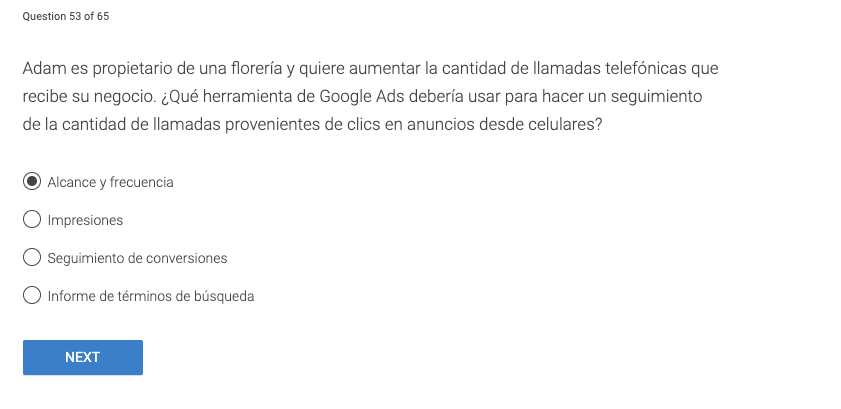 Question 53 of 65
Adam es propietario de una florería y quiere aumentar la cantidad de llamadas telefónicas que
recibe su negocio. ¿Qué herramienta de Google Ads debería usar para hacer un seguimiento
de la cantidad de llamadas provenientes de clics en anuncios desde celulares?
Alcance y frecuencia
Impresiones
Seguimiento de conversiones
Informe de términos de búsqueda
NEXT